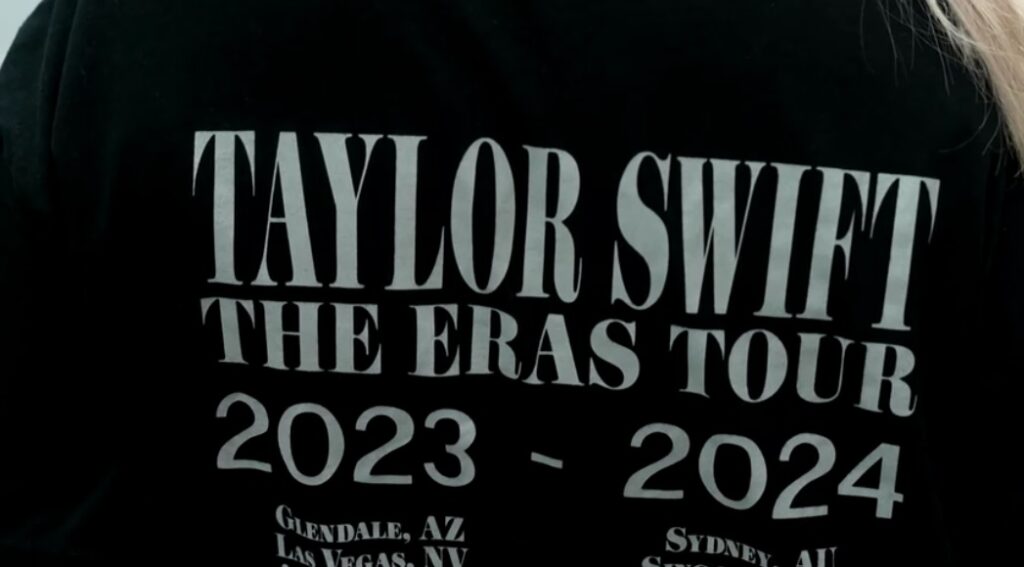 TAYLOR SWIFT
THE ERAS TOUR
2023 - 2024
GLENDALE, AZ
LAS VEGAS, NV
SYDNEY, AU